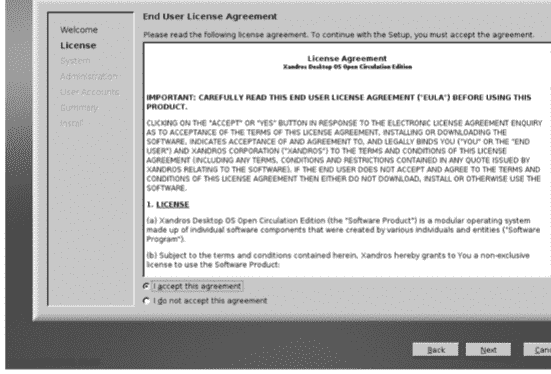 End User License Agreement
Please read the following license agreement. To continue with the Setup, you must accept the agreement.
Welcome
License
System
Administration
User Accounts
Summary
Install
License Agreement
Xandros Desktop OS Open Circulation Edition
IMPORTANT: CAREFULLY READ THIS END USER LICENSE AGREEMENT ("EULA") BEFORE USING THIS
PRODUCT.
CLICKING ON THE "ACCEPT" OR "YES" BUTTON IN RESPONSE TO THE ELECTRONIC LICENSE AGREEMENT ENQUIRY
AS TO ACCEPTANCE OF THE TERMS OF THIS LICENSE AGREEMENT, INSTALLING OR DOWNLOADING THE
SOFTWARE, INDICATES ACCEPTANCE OF AND AGREEMENT TO, AND LEGALLY BINDS YOU ("YOU" OR THE "END
USER") AND XANDROS CORPORATION ("XANDROS") TO THE TERMS AND CONDITIONS OF THIS LICENSE
AGREEMENT (INCLUDING ANY TERMS, CONDITIONS AND RESTRICTIONS CONTAINED IN ANY QUOTE ISSUED BY
XANDROS RELATING TO THE SOFTWARE). IF THE END USER DOES NOT ACCEPT AND AGREE TO THE TERMS AND
CONDITIONS OF THIS LICENSE AGREEMENT THEN EITHER DO NOT DOWNLOAD, INSTALL OR OTHERWISE USE THE
SOFTWARE.
1. LICENSE
(a) Xandros Desktop OS Open Circulation Edition (the "Software Product") is a modular operating system
made up of individual software components that were created by various individuals and entities ("Software
Program").
(b) Subject to the terms and conditions contained herein, Xandros hereby grants to You a non-exclusive
license to use the Software Product:
I accept this agreement
I do not accept this agreement
Back
Next
Canc